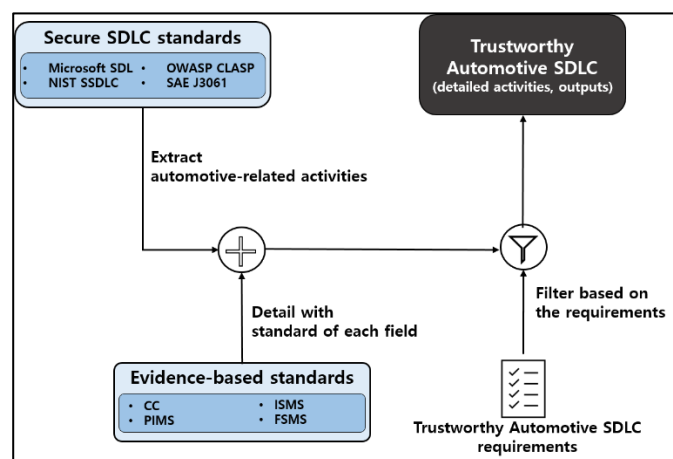 Secure SDLC standards
• Microsoft SDL • OWASP CLASP
• NIST SSDLC • SAE J3061
Trustworthy
Automotive SDLC
(detailed activities, outputs)
Extract
automotive-related activities
Detail with
standard of each field
Filter based on
the requirements
Evidence-based standards
• CC • ISMS
• PIMS • FSMS
Trustworthy Automotive SDLC
requirements